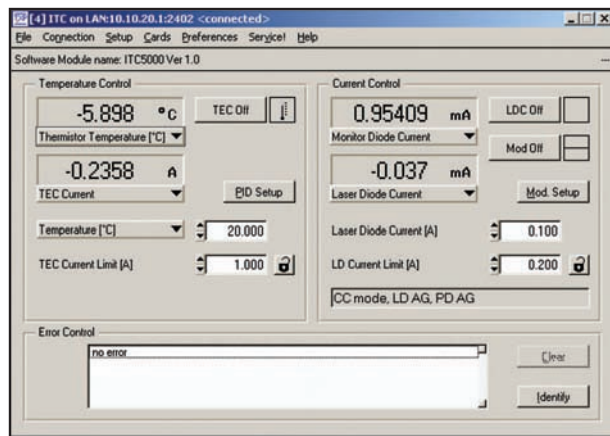 [4] ITC on LAN:10.10.20.1:2402 <connected>
File Connection Setup Cards Preferences Service! Help
Software Module name: ITC5000 Ver 1.0
Temperature Control
-5.898 °C
TEC Off
Thermistor Temperature [°C]
-0.2358 A
TEC Current
PID Setup
Temperature [°C]
20.000
TEC Current Limit [A]
1.000
Current Control
0.95409 mA
LDC Off
Monitor Diode Current
Mod Off
-0.037 mA
Laser Diode Current
Mod. Setup
Laser Diode Current [A]
0.100
LD Current Limit [A]
0.200
CC mode, LD AG, PD AG
Error Control
no error
Clear
Identify